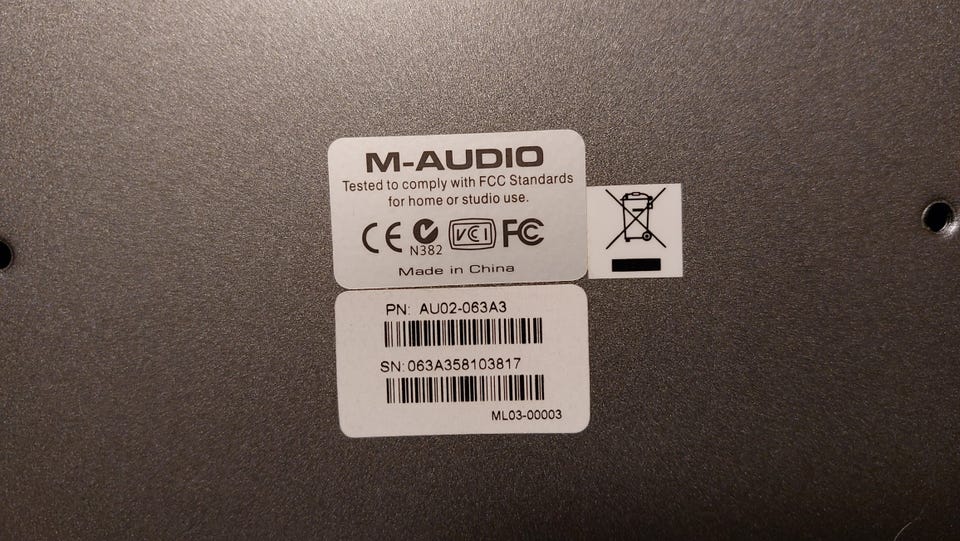 M-AUDIO
Tested to comply with FCC Standards
for home or studio use.
CE N382 VCI FC
Made in China
PN: AU02-063A3
SN: 063A358103817
ML03-00003